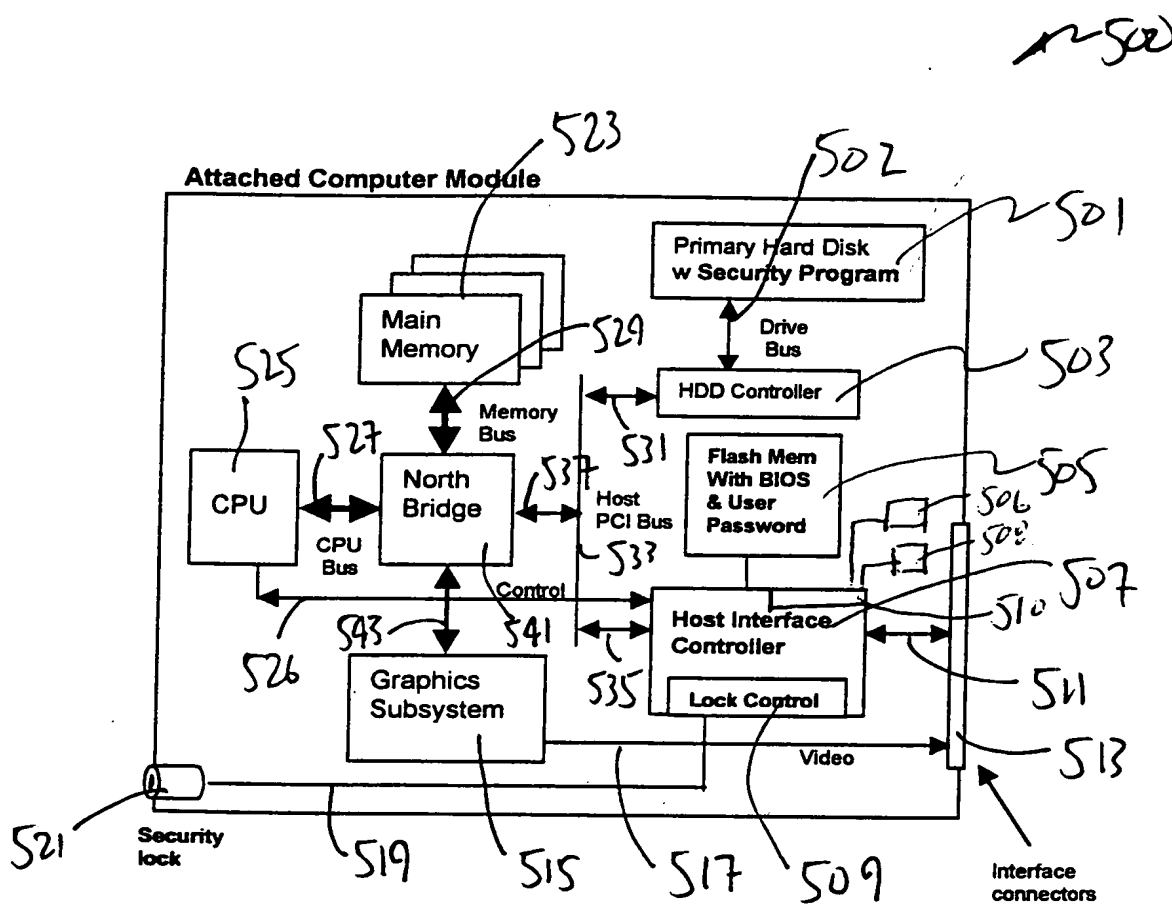 500
523
502
Attached Computer Module
501
Primary Hard Disk
w Security Program
Main
Memory
529
Drive
Bus
525
503
HDD Controller
Memory
Bus
531
527
537
Flash Mem
With BIOS
& User
Password
505
CPU
North
Bridge
Host
PCI Bus
506
CPU
Bus
533
508
Control
507
510
Host Interface
Controller
543
541
526
535
511
Graphics
Subsystem
Lock Control
Video
513
521
Security
lock
519
515
517
509
Interface
connectors